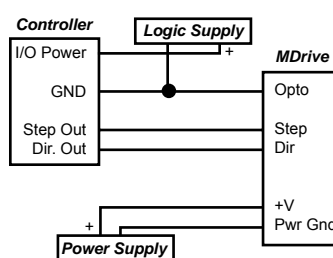 Controller
Logic Supply
I/O Power
+
MDrive
GND
Opto
Step Out
Step
Dir. Out
Dir
+V
+
Pwr Gnd
Power Supply